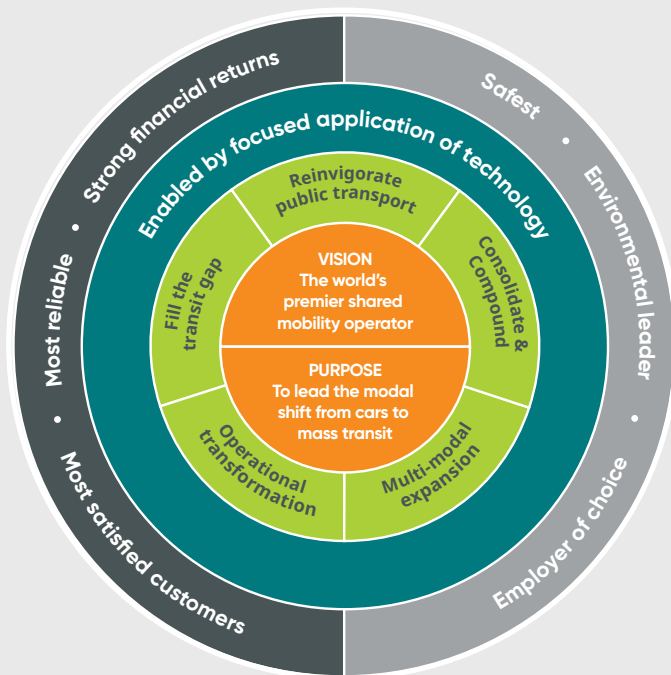 Strong financial returns
•
Most reliable
•
Most satisfied customers
Safest
•
Environmental leader
•
Employer of choice
Enabled by focused application of technology
Reinvigorate
public transport
Consolidate &
Compound
Multi-modal
expansion
Operational
transformation
Fill the
transit gap
VISION
The world’s
premier shared
mobility operator
PURPOSE
To lead the modal
shift from cars to
mass transit